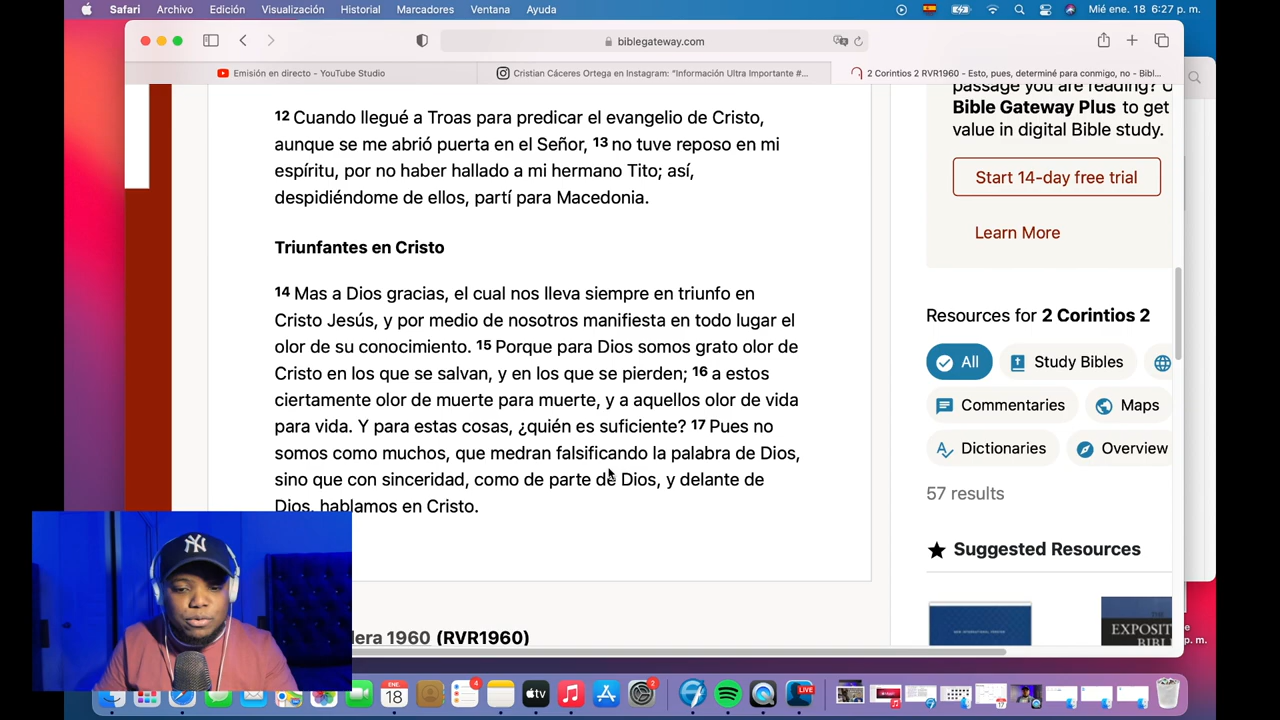 Safari Archivo Edición Visualización Historial Marcadores Ventana Ayuda
Mié ene. 18 6:27 p. m.
biblegateway.com
Emisión en directo - YouTube Studio
Cristian Cáceres Ortega en Instagram: "Información Ultra Importante #...
2 Corintios 2 RVR1960 - Esto, pues, determiné para conmigo, no - Bibl...
12 Cuando llegué a Troas para predicar el evangelio de Cristo,
aunque se me abrió puerta en el Señor, 13 no tuve reposo en mi
espíritu, por no haber hallado a mi hermano Tito; así,
despidiéndome de ellos, partí para Macedonia.
Triunfantes en Cristo
14 Mas a Dios gracias, el cual nos lleva siempre en triunfo en
Cristo Jesús, y por medio de nosotros manifiesta en todo lugar el
olor de su conocimiento. 15 Porque para Dios somos grato olor de
Cristo en los que se salvan, y en los que se pierden; 16 a estos
ciertamente olor de muerte para muerte, y a aquellos olor de vida
para vida. Y para estas cosas, ¿quién es suficiente? 17 Pues no
somos como muchos, que medran falsificando la palabra de Dios,
sino que con sinceridad, como de parte de Dios, y delante de
Dios, hablamos en Cristo.
lera 1960 (RVR1960)
passage you are reading? U
Bible Gateway Plus to get
value in digital Bible study.
Start 14-day free trial
Learn More
Resources for 2 Corintios 2
All
Study Bibles
Commentaries
Maps
Dictionaries
Overview
57 results
Suggested Resources
EXPOSIT
BIBL
NY
ENE.
18
4
tv
2
LIVE
17
p. m.